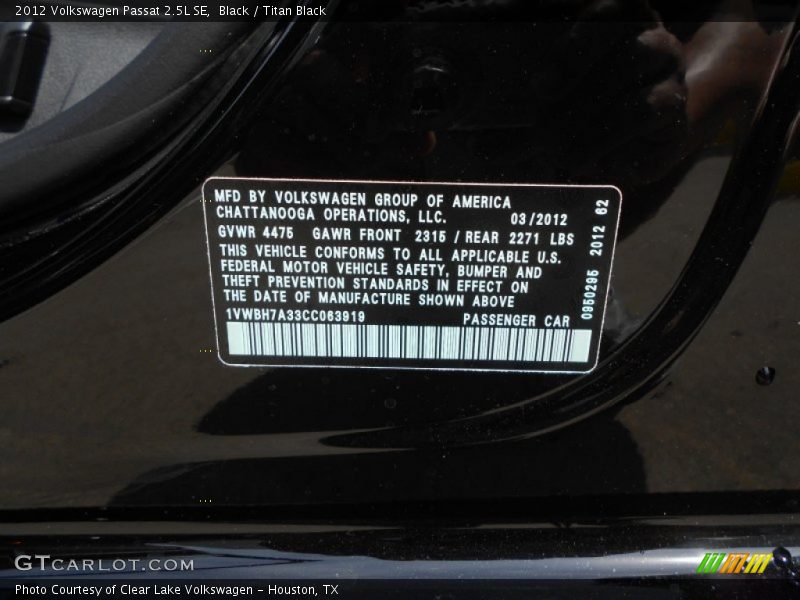 2012 Volkswagen Passat 2.5L SE, Black / Titan Black
MFD BY VOLKSWAGEN GROUP OF AMERICA
CHATTANOOGA OPERATIONS, LLC. 03/2012
GVWR 4475 GAWR FRONT 2315 / REAR 2271 LBS
THIS VEHICLE CONFORMS TO ALL APPLICABLE U.S.
FEDERAL MOTOR VEHICLE SAFETY, BUMPER AND
THEFT PREVENTION STANDARDS IN EFFECT ON
THE DATE OF MANUFACTURE SHOWN ABOVE
1VWBH7A33CC063919 PASSENGER CAR
0950295 2012 62
GTCARLOT.COM
Photo Courtesy of Clear Lake Volkswagen - Houston, TX